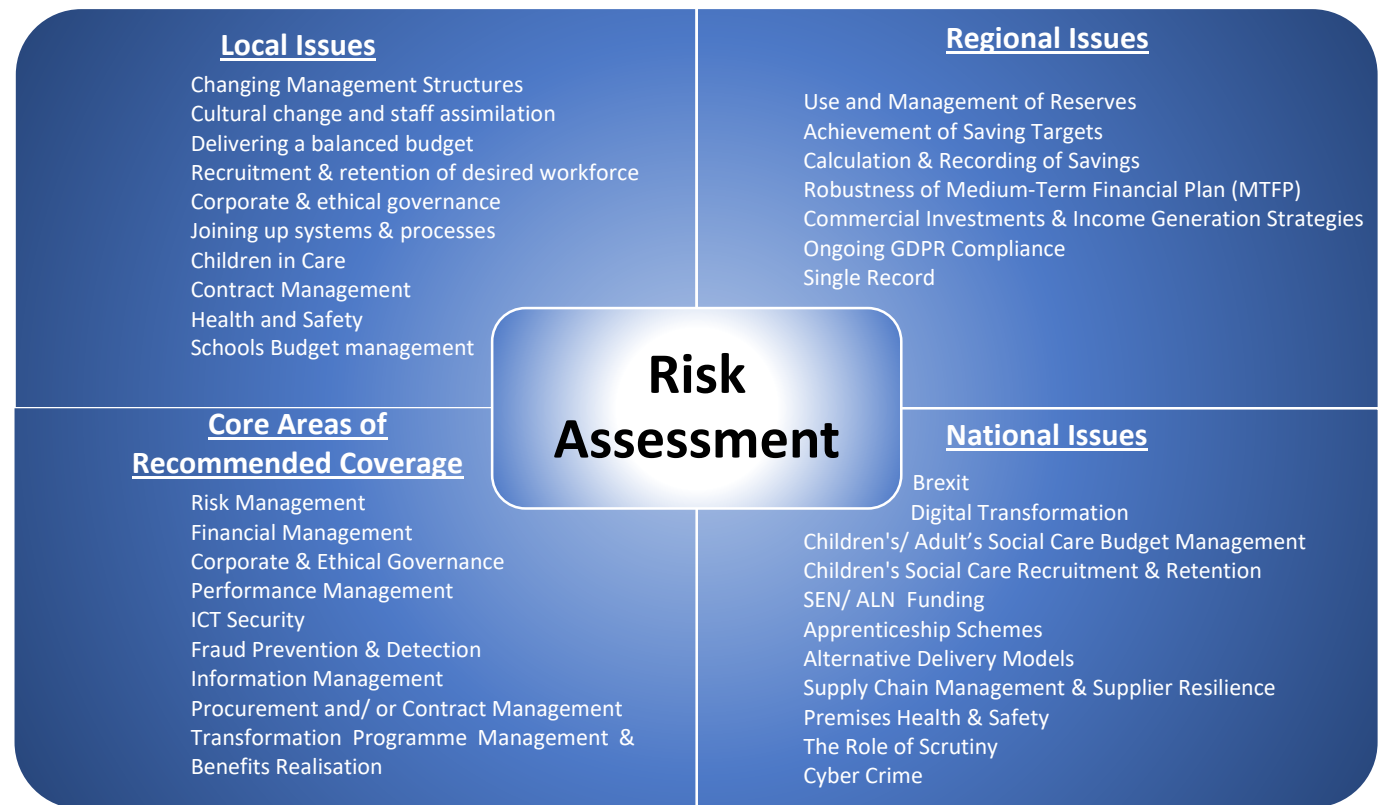 Local Issues
Changing Management Structures
Cultural change and staff assimilation
Delivering a balanced budget
Recruitment & retention of desired workforce
Corporate & ethical governance
Joining up systems & processes
Children in Care
Contract Management
Health and Safety
Schools Budget management
Regional Issues
Use and Management of Reserves
Achievement of Saving Targets
Calculation & Recording of Savings
Robustness of Medium-Term Financial Plan (MTFP)
Commercial Investments & Income Generation Strategies
Ongoing GDPR Compliance
Single Record
Risk
Assessment
Core Areas of
Recommended Coverage
Risk Management
Financial Management
Corporate & Ethical Governance
Performance Management
ICT Security
Fraud Prevention & Detection
Information Management
Procurement and/ or Contract Management
Transformation Programme Management &
Benefits Realisation
National Issues
Brexit
Digital Transformation
Children's/ Adult’s Social Care Budget Management
Children's Social Care Recruitment & Retention
SEN/ ALN Funding
Apprenticeship Schemes
Alternative Delivery Models
Supply Chain Management & Supplier Resilience
Premises Health & Safety
The Role of Scrutiny
Cyber Crime